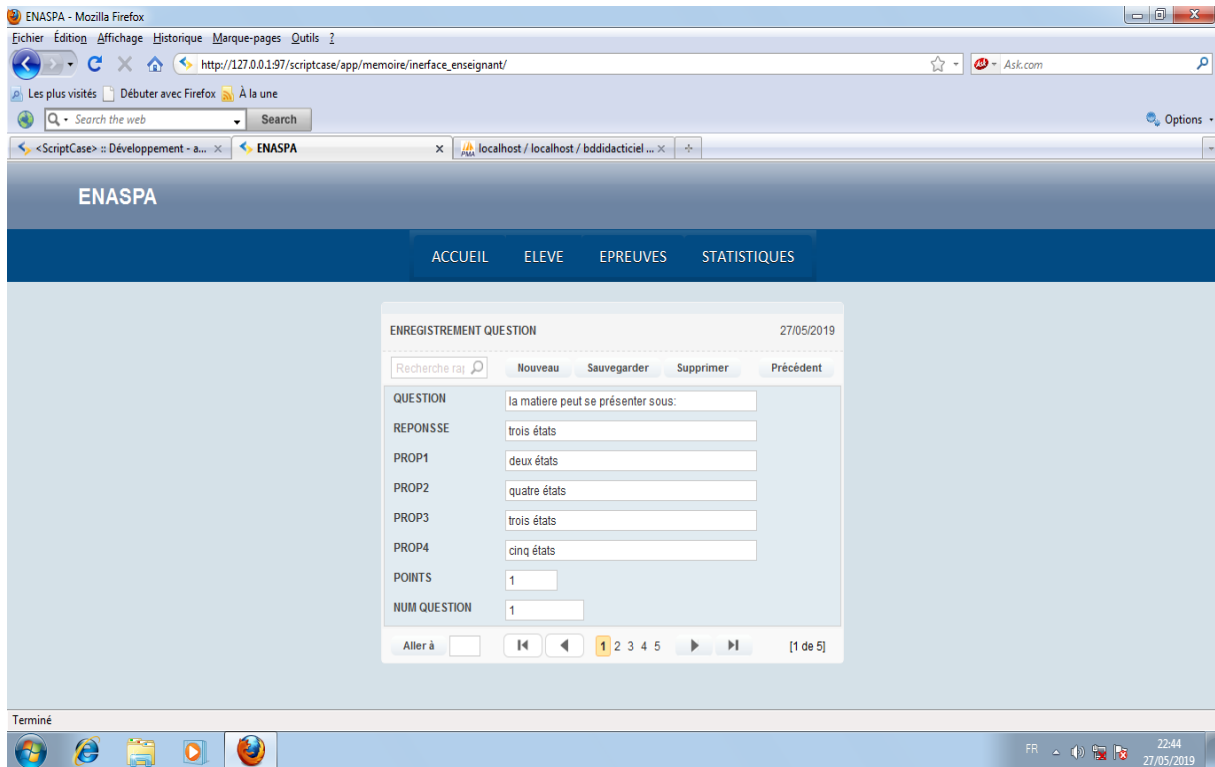 ENASPA - Mozilla Firefox
Fichier Édition Affichage Historique Marque-pages Outils ?
http://127.0.0.1:97/scriptcase/app/memoire/inerface_enseignant/ Ask.com
Les plus visités Débuter avec Firefox À la une
Search the web Search Options
<ScriptCase> :: Développement - a... ENASPA localhost / localhost / bddidacticiel ...
ENASPA
ACCUEIL ELEVE EPREUVES STATISTIQUES
ENREGISTREMENT QUESTION 27/05/2019
Recherche raj Nouveau Sauvegarder Supprimer Précédent
QUESTION la matiere peut se présenter sous:
REPONSSE trois états
PROP1 deux états
PROP2 quatre états
PROP3 trois états
PROP4 cinq états
POINTS 1
NUM QUESTION 1
Aller à 1 2 3 4 5 [1 de 5]
Terminé
FR 22:44
27/05/2019